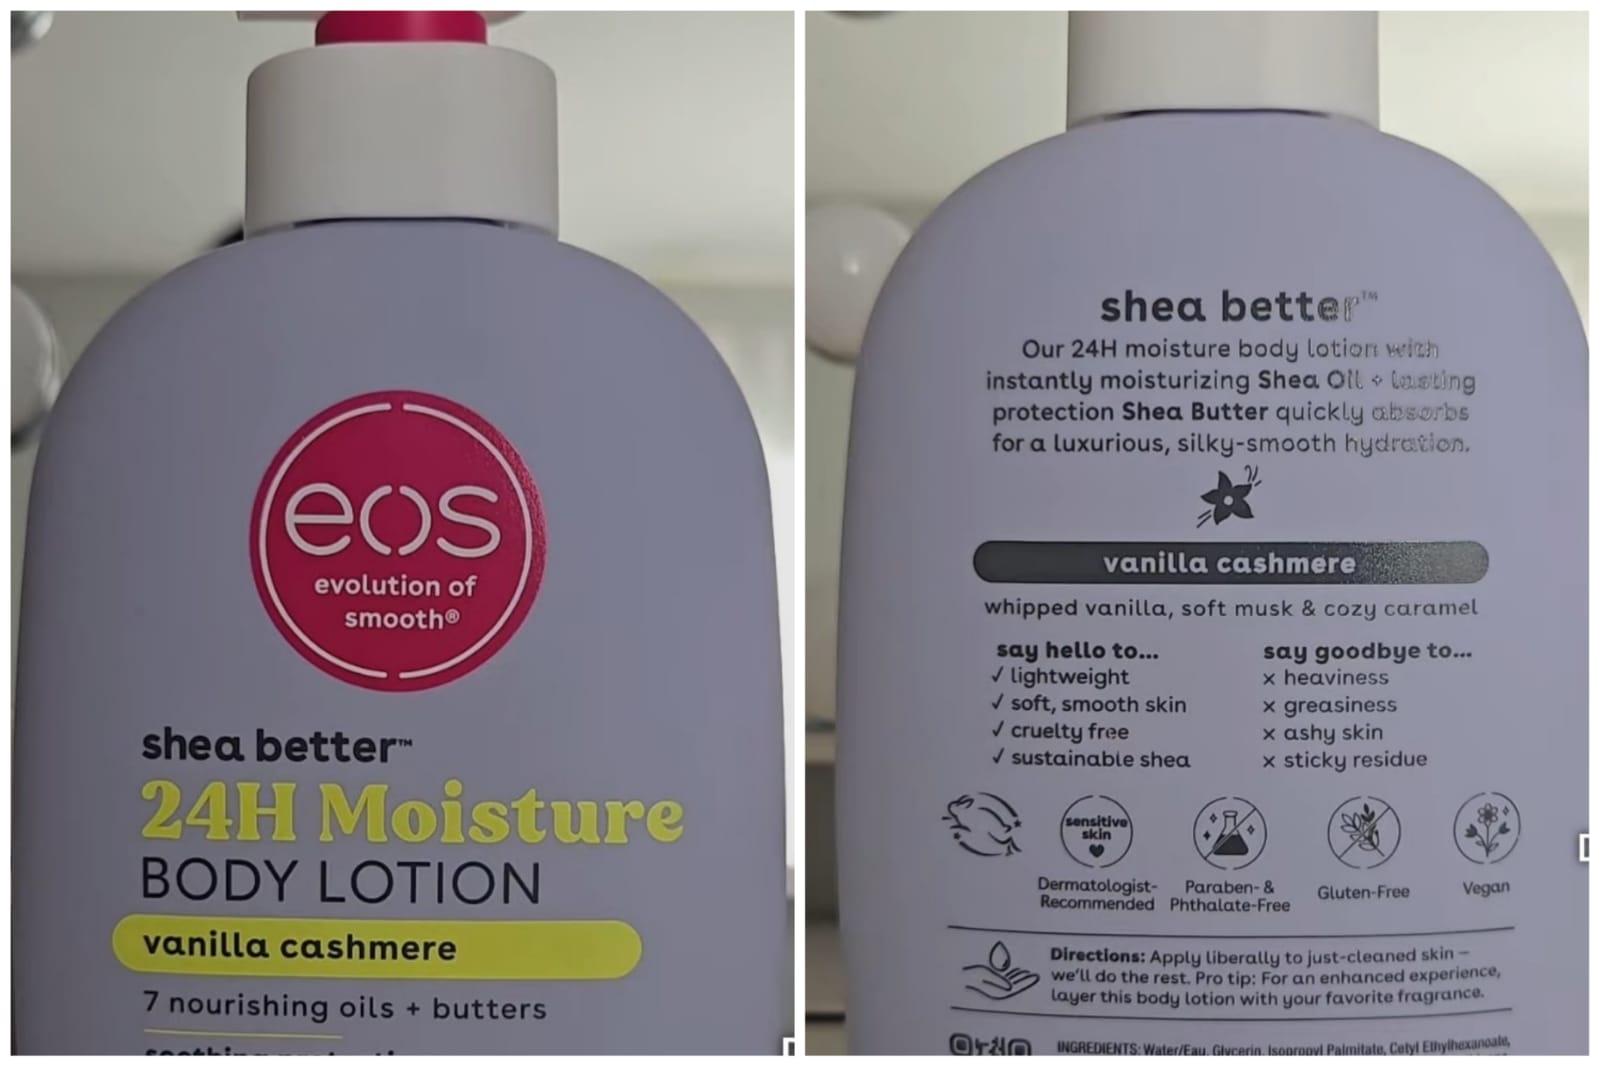 eos
evolution of
smooth®
shea better™
24H Moisture
BODY LOTION
vanilla cashmere
7 nourishing oils + butters
shea better™
Our 24H moisture body lotion with
instantly moisturizing Shea Oil + lasting
protection Shea Butter quickly absorbs
for a luxurious, silky-smooth hydration.
vanilla cashmere
whipped vanilla, soft musk & cozy caramel
say hello to...
✓ lightweight
✓ soft, smooth skin
✓ cruelty free
✓ sustainable shea
say goodbye to...
× heaviness
× greasiness
× ashy skin
× sticky residue
sensitive
skin
Dermatologist-
Recommended
Paraben- &
Phthalate-Free
Gluten-Free
Vegan
Directions: Apply liberally to just-cleaned skin –
we'll do the rest. Pro tip: For an enhanced experience,
layer this body lotion with your favorite fragrance.
INGREDIENTS: Water/Eau, Glycerin, Isopropyl Palmitate, Cetyl Ethylhexanoate,